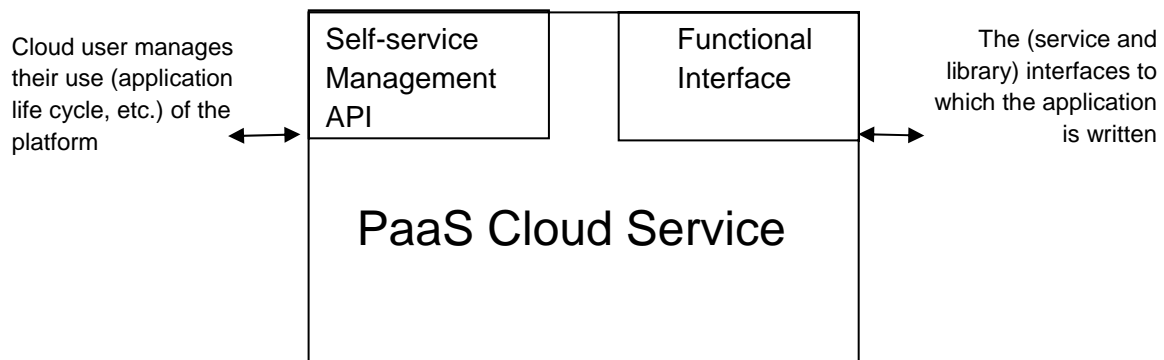 Cloud user manages
their use (application
life cycle, etc.) of the
platform
Self-service
Management
API
Functional
Interface
The (service and
library) interfaces to
which the application
is written
PaaS Cloud Service